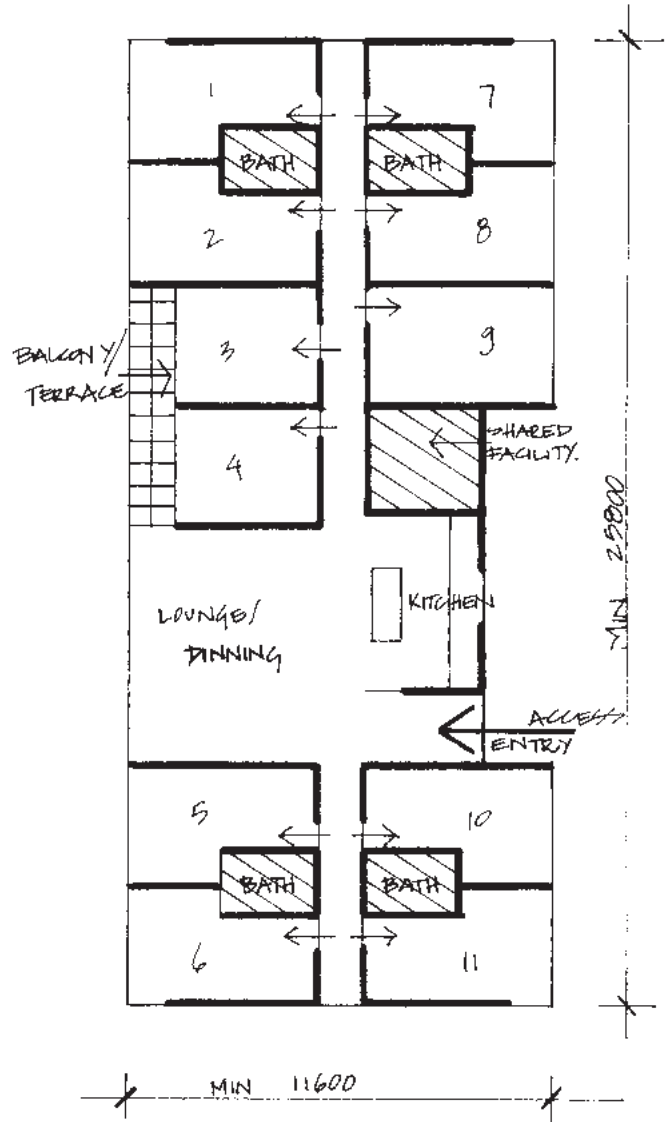 1
7
BATH
BATH
2
8
3
9
BALCONY/
TERRACE
4
SHARED
FACILITY.
MIN 25800
KITCHEN
LOUNGE/
DINNING
ACCESS
ENTRY
5
10
BATH
BATH
6
11
MIN 11600